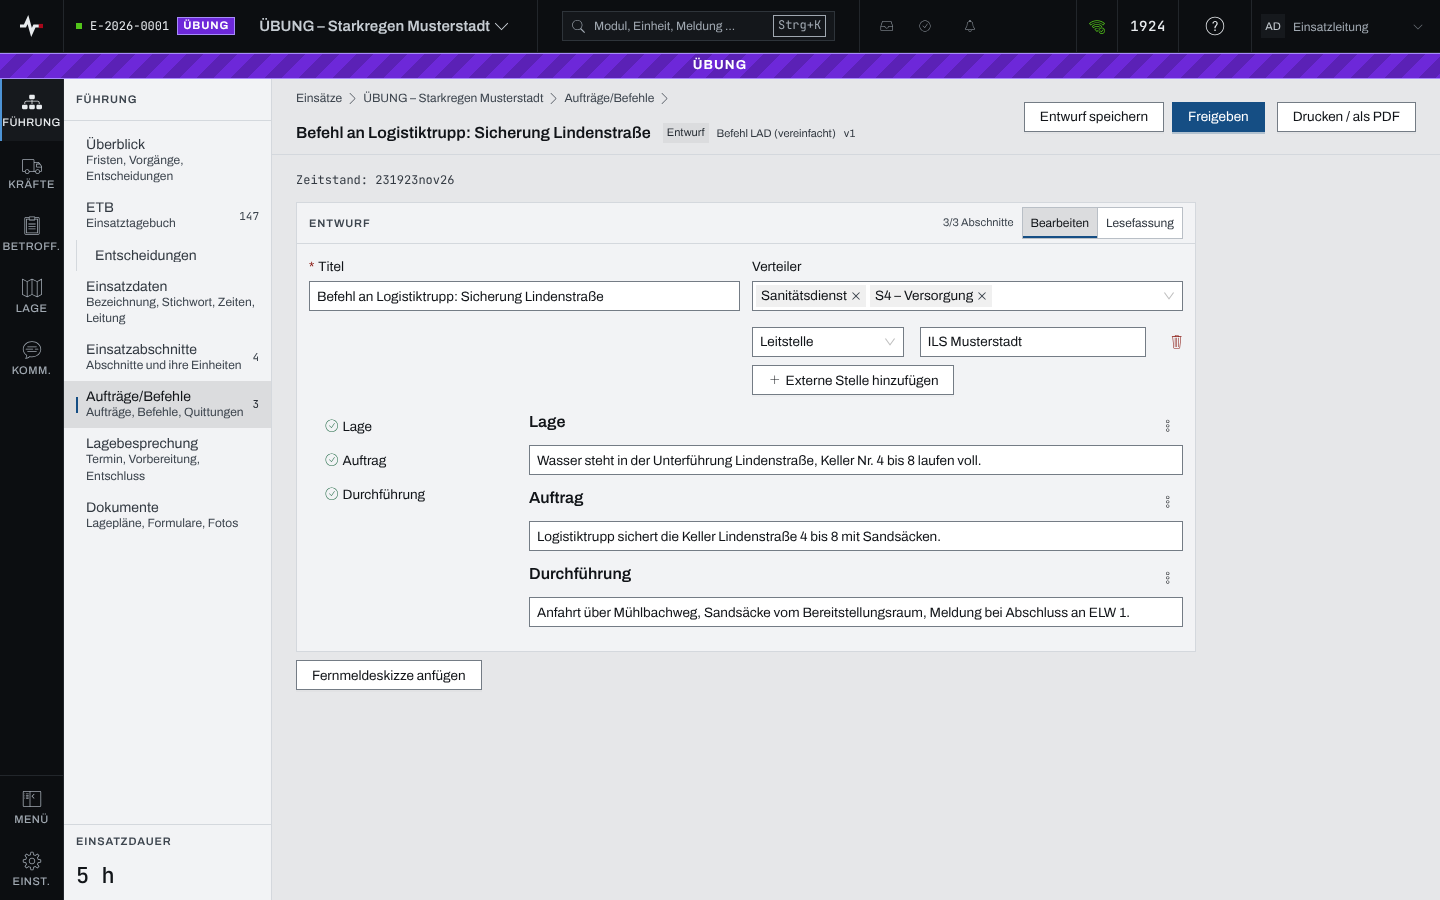 E-2026-0001 ÜBUNG ÜBUNG – Starkregen Musterstadt Modul, Einheit, Meldung ... Strg+K 1924 AD Einsatzleitung
ÜBUNG
FÜHRUNG
KRÄFTE
BETROFF.
LAGE
KOMM.
MENÜ
EINST.
FÜHRUNG
Überblick
Fristen, Vorgänge,
Entscheidungen
ETB
Einsatztagebuch
147
Entscheidungen
Einsatzdaten
Bezeichnung, Stichwort, Zeiten,
Leitung
Einsatzabschnitte
Abschnitte und ihre Einheiten
4
Aufträge/Befehle
Aufträge, Befehle, Quittungen
3
Lagebesprechung
Termin, Vorbereitung,
Entschluss
Dokumente
Lagepläne, Formulare, Fotos
EINSATZDAUER
5 h
Einsätze ÜBUNG – Starkregen Musterstadt Aufträge/Befehle
Befehl an Logistiktrupp: Sicherung Lindenstraße Entwurf Befehl LAD (vereinfacht) v1
Entwurf speichern Freigeben Drucken / als PDF
Zeitstand: 231923nov26
ENTWURF 3/3 Abschnitte Bearbeiten Lesefassung
* Titel
Befehl an Logistiktrupp: Sicherung Lindenstraße
Verteiler
Sanitätsdienst S4 – Versorgung
Leitstelle ILS Musterstadt
Externe Stelle hinzufügen
Lage
Auftrag
Durchführung
Lage
Wasser steht in der Unterführung Lindenstraße, Keller Nr. 4 bis 8 laufen voll.
Auftrag
Logistiktrupp sichert die Keller Lindenstraße 4 bis 8 mit Sandsäcken.
Durchführung
Anfahrt über Mühlbachweg, Sandsäcke vom Bereitstellungsraum, Meldung bei Abschluss an ELW 1.
Fernmeldeskizze anfügen